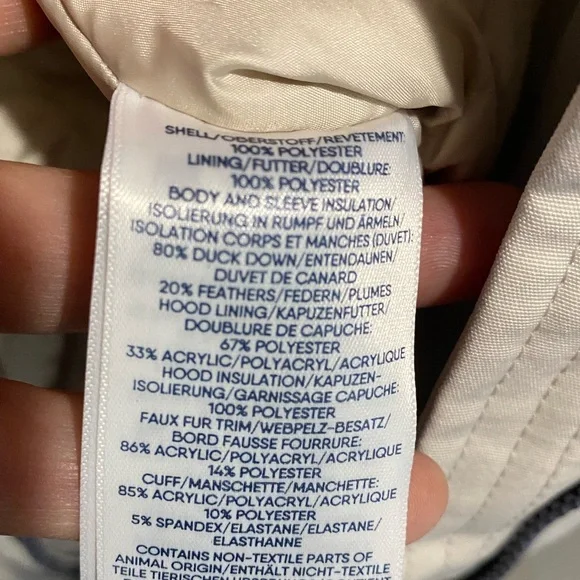 SHELL/OBERSTOFF/REVETEMENT:
100% POLYESTER
LINING/FUTTER/DOUBLURE:
100% POLYESTER
BODY AND SLEEVE INSULATION/
ISOLIERUNG IN RUMPF UND ÄRMELN/
ISOLATION CORPS ET MANCHES (DUVET):
80% DUCK DOWN/ENTENDAUNEN/
DUVET DE CANARD
20% FEATHERS/FEDERN/PLUMES
HOOD LINING/KAPUZENFUTTER/
DOUBLURE DE CAPUCHE:
67% POLYESTER
33% ACRYLIC/POLYACRYL/ACRYLIQUE
HOOD INSULATION/KAPUZEN-
ISOLIERUNG/GARNISSAGE CAPUCHE:
100% POLYESTER
FAUX FUR TRIM/WEBPELZ-BESATZ/
BORD FAUSSE FOURRURE:
86% ACRYLIC/POLYACRYL/ACRYLIQUE
14% POLYESTER
CUFF/MANSCHETTE/MANCHETTE:
85% ACRYLIC/POLYACRYL/ACRYLIQUE
10% POLYESTER
5% SPANDEX/ELASTANE/ELASTANE/
ELASTHANNE
CONTAINS NON-TEXTILE PARTS OF
ANIMAL ORIGIN/ENTHÄLT NICHT-TEXTILE
TEILE TIERISCHEN